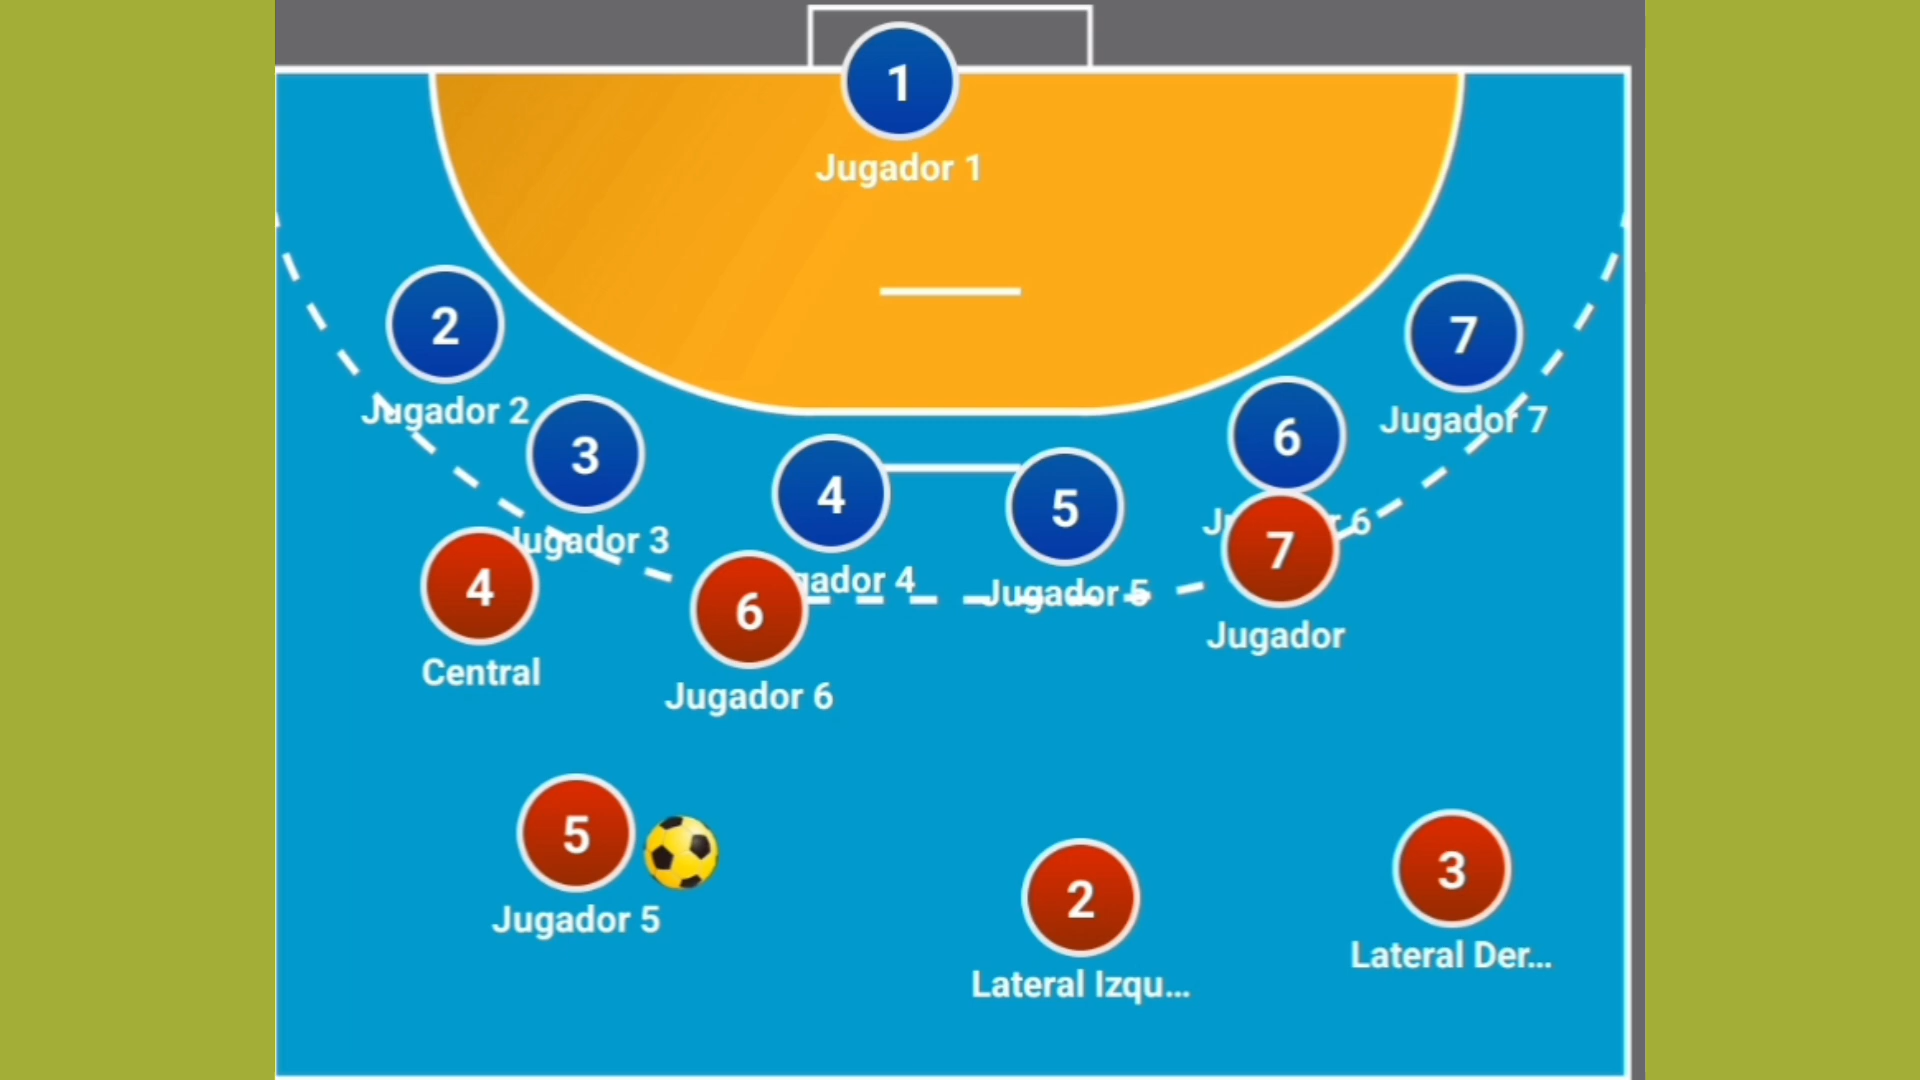 1
Jugador 1
2
Jugador 2
7
Jugador 7
3
Jugador 3
6
4
5
Jugador 5
7
Jugador
4
Central
6
Jugador 6
5
Jugador 5
2
Lateral Izqu...
3
Lateral Der...